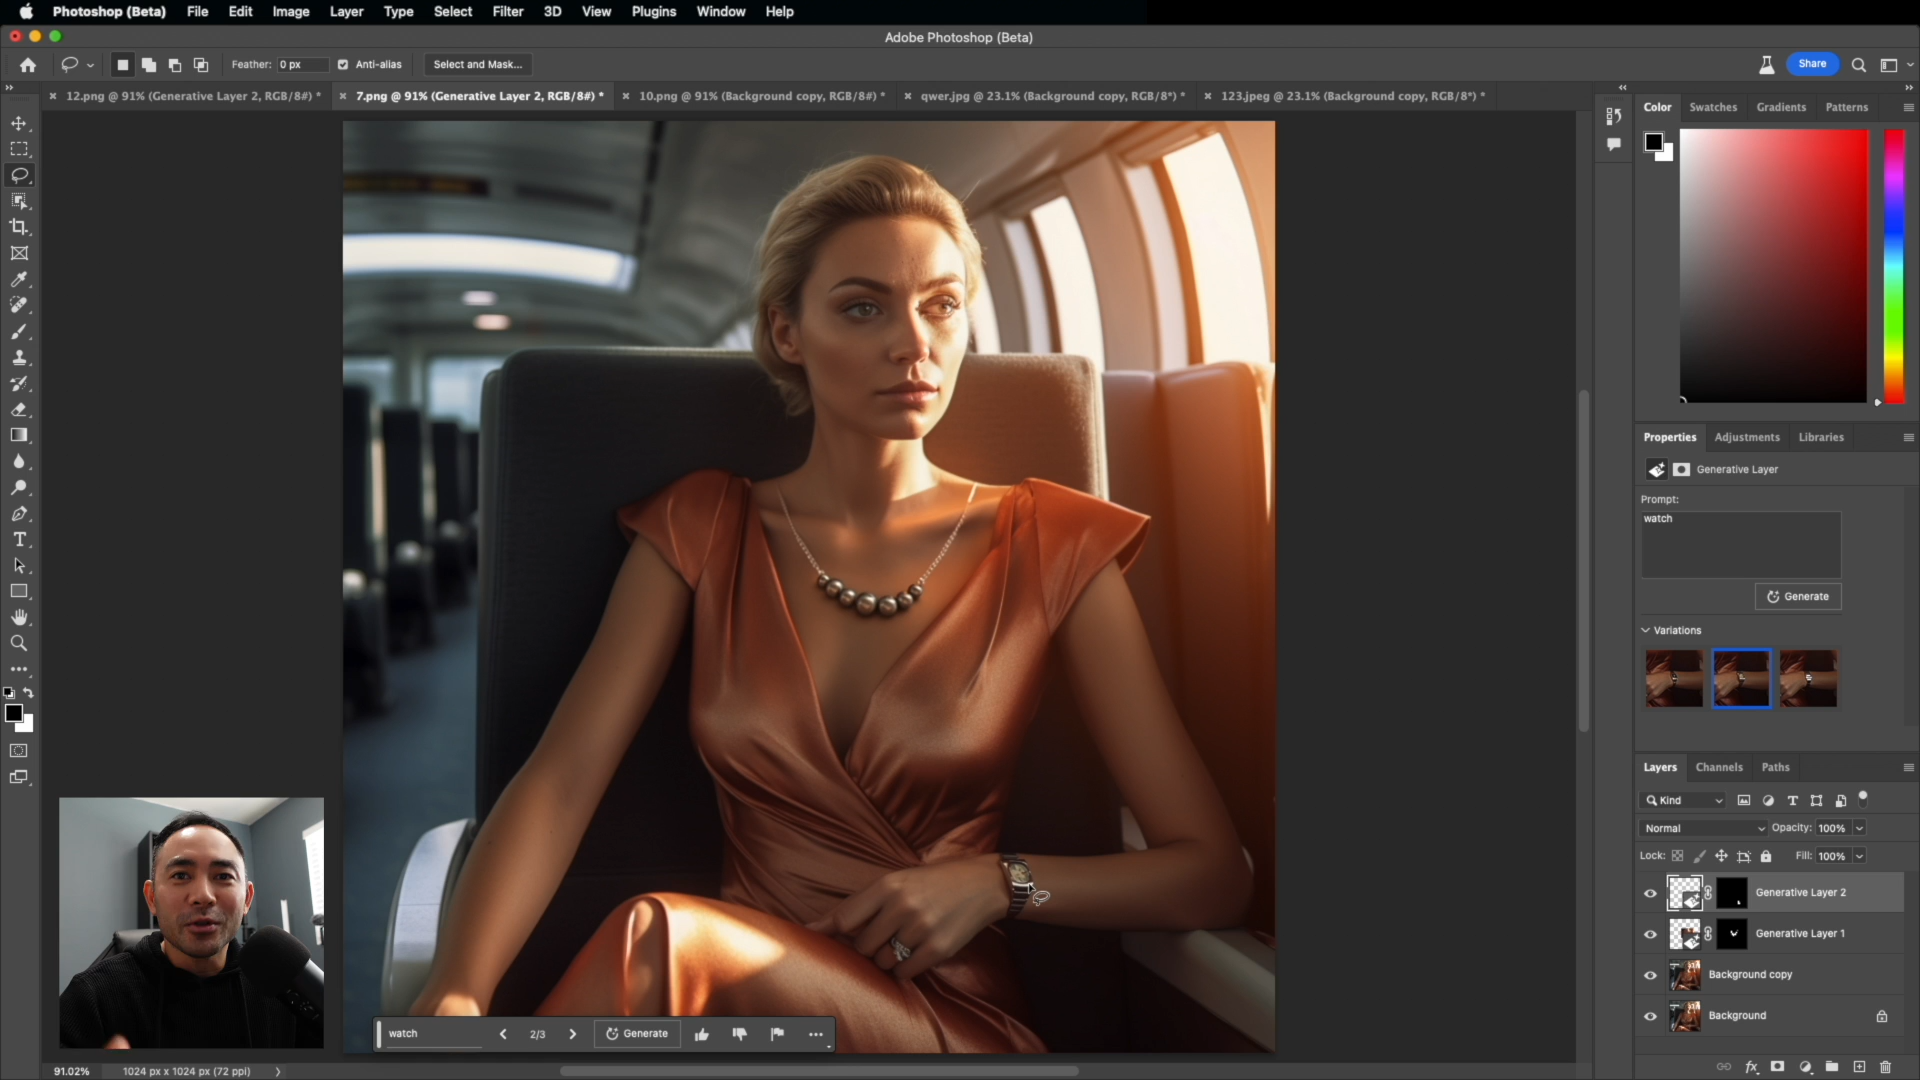 Photoshop (Beta) File Edit Image Layer Type Select Filter 3D View Plugins Window Help
Adobe Photoshop (Beta)
Feather: 0 px Anti-alias Select and Mask... Share
12.png @ 91% (Generative Layer 2, RGB/8#) * 7.png @ 91% (Generative Layer 2, RGB/8#) * 10.png @ 91% (Background copy, RGB/8#) * qwer.jpg @ 23.1% (Background copy, RGB/8*) * 123.jpeg @ 23.1% (Background copy, RGB/8*) *
Color Swatches Gradients Patterns
Properties Adjustments Libraries
Generative Layer
Prompt:
watch
Generate
Variations
Layers Channels Paths
Kind
Normal Opacity: 100%
Lock: Fill: 100%
Generative Layer 2
Generative Layer 1
Background copy
Background
watch 2/3 Generate
91.02% 1024 px x 1024 px (72 ppi)